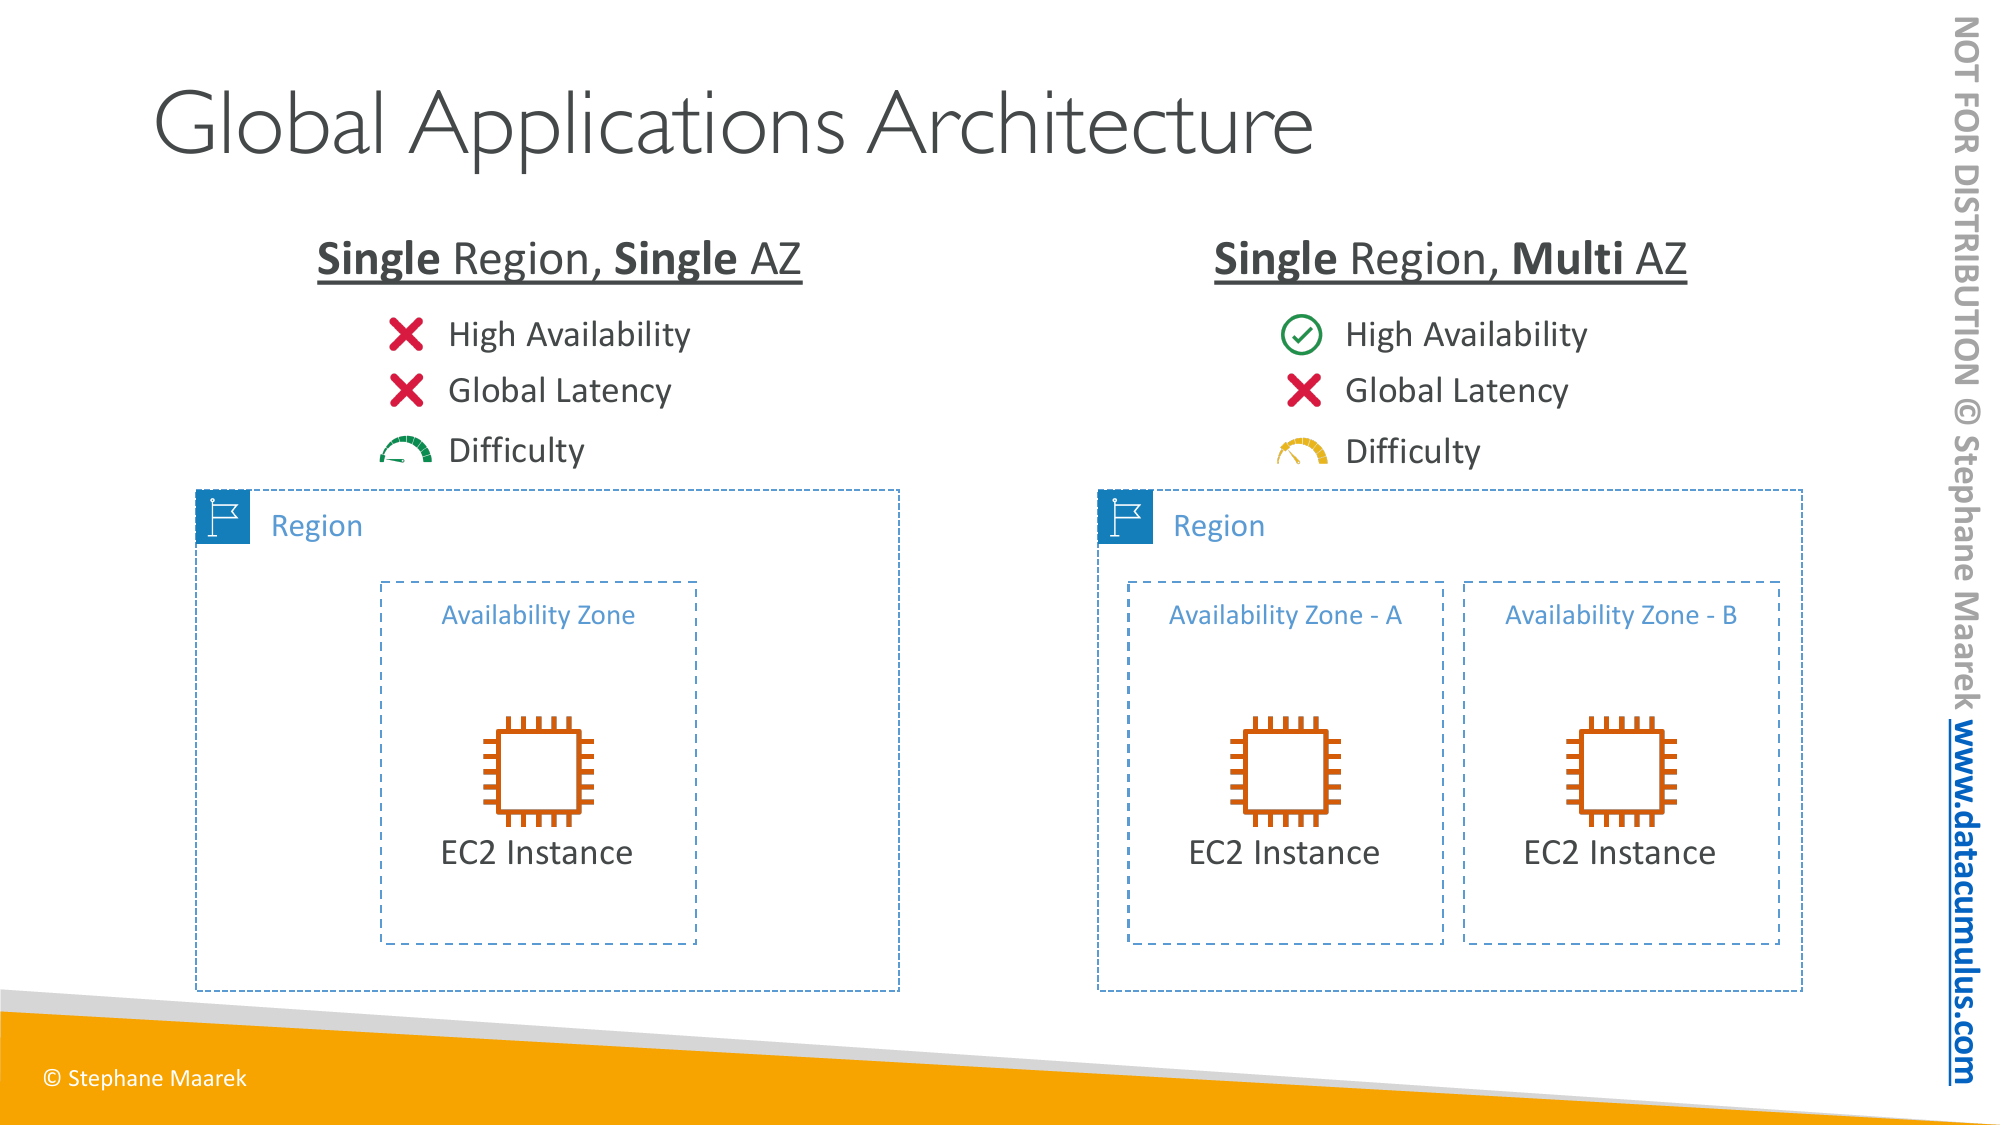 Global Applications Architecture
Single Region, Single AZ
High Availability
Global Latency
Difficulty
Region
Availability Zone
EC2 Instance
Single Region, Multi AZ
High Availability
Global Latency
Difficulty
Region
Availability Zone - A
EC2 Instance
Availability Zone - B
EC2 Instance
© Stephane Maarek
NOT FOR DISTRIBUTION © Stephane Maarek www.datacumulus.com